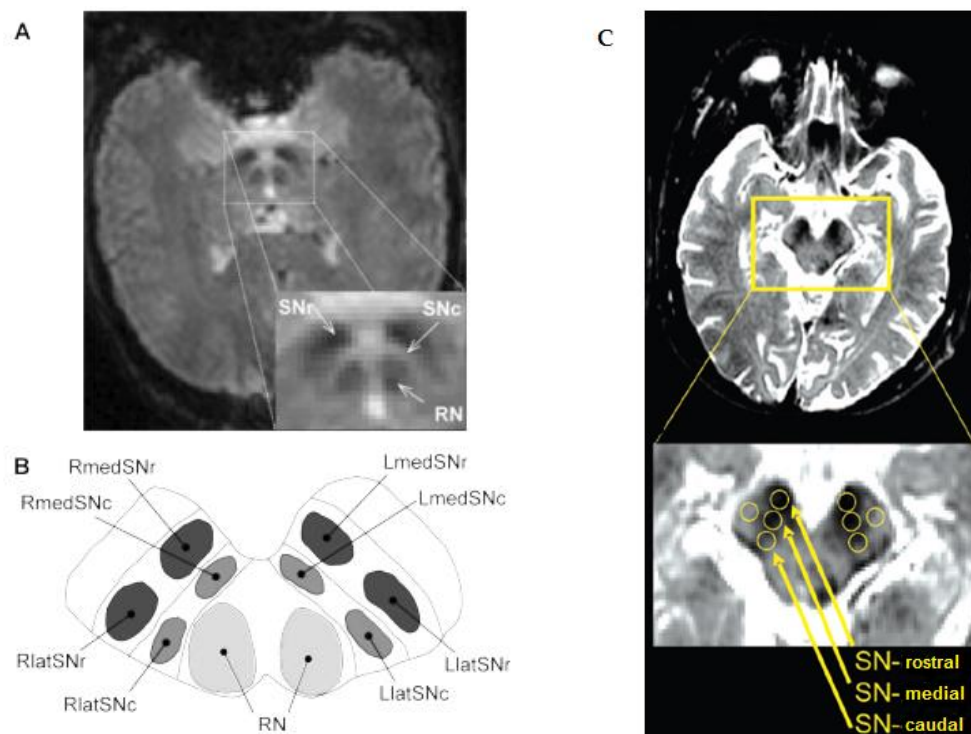 A
SNr
SNc
RN
B
RmedSNr
RmedSNc
LmedSNr
LmedSNc
RlatSNr
RlatSNc
RN
LlatSNc
LlatSNr
C
SN- rostral
SN- medial
SN- caudal